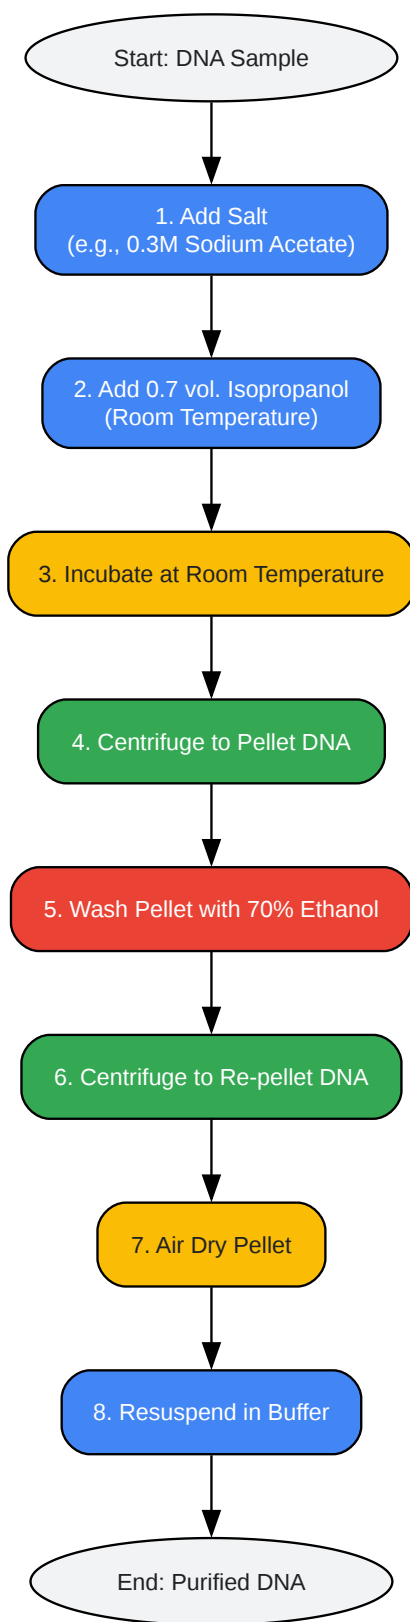 Start: DNA Sample
1. Add Salt
(e.g., 0.3M Sodium Acetate)
2. Add 0.7 vol. Isopropanol
(Room Temperature)
3. Incubate at Room Temperature
4. Centrifuge to Pellet DNA
5. Wash Pellet with 70% Ethanol
6. Centrifuge to Re-pellet DNA
7. Air Dry Pellet
8. Resuspend in Buffer
End: Purified DNA